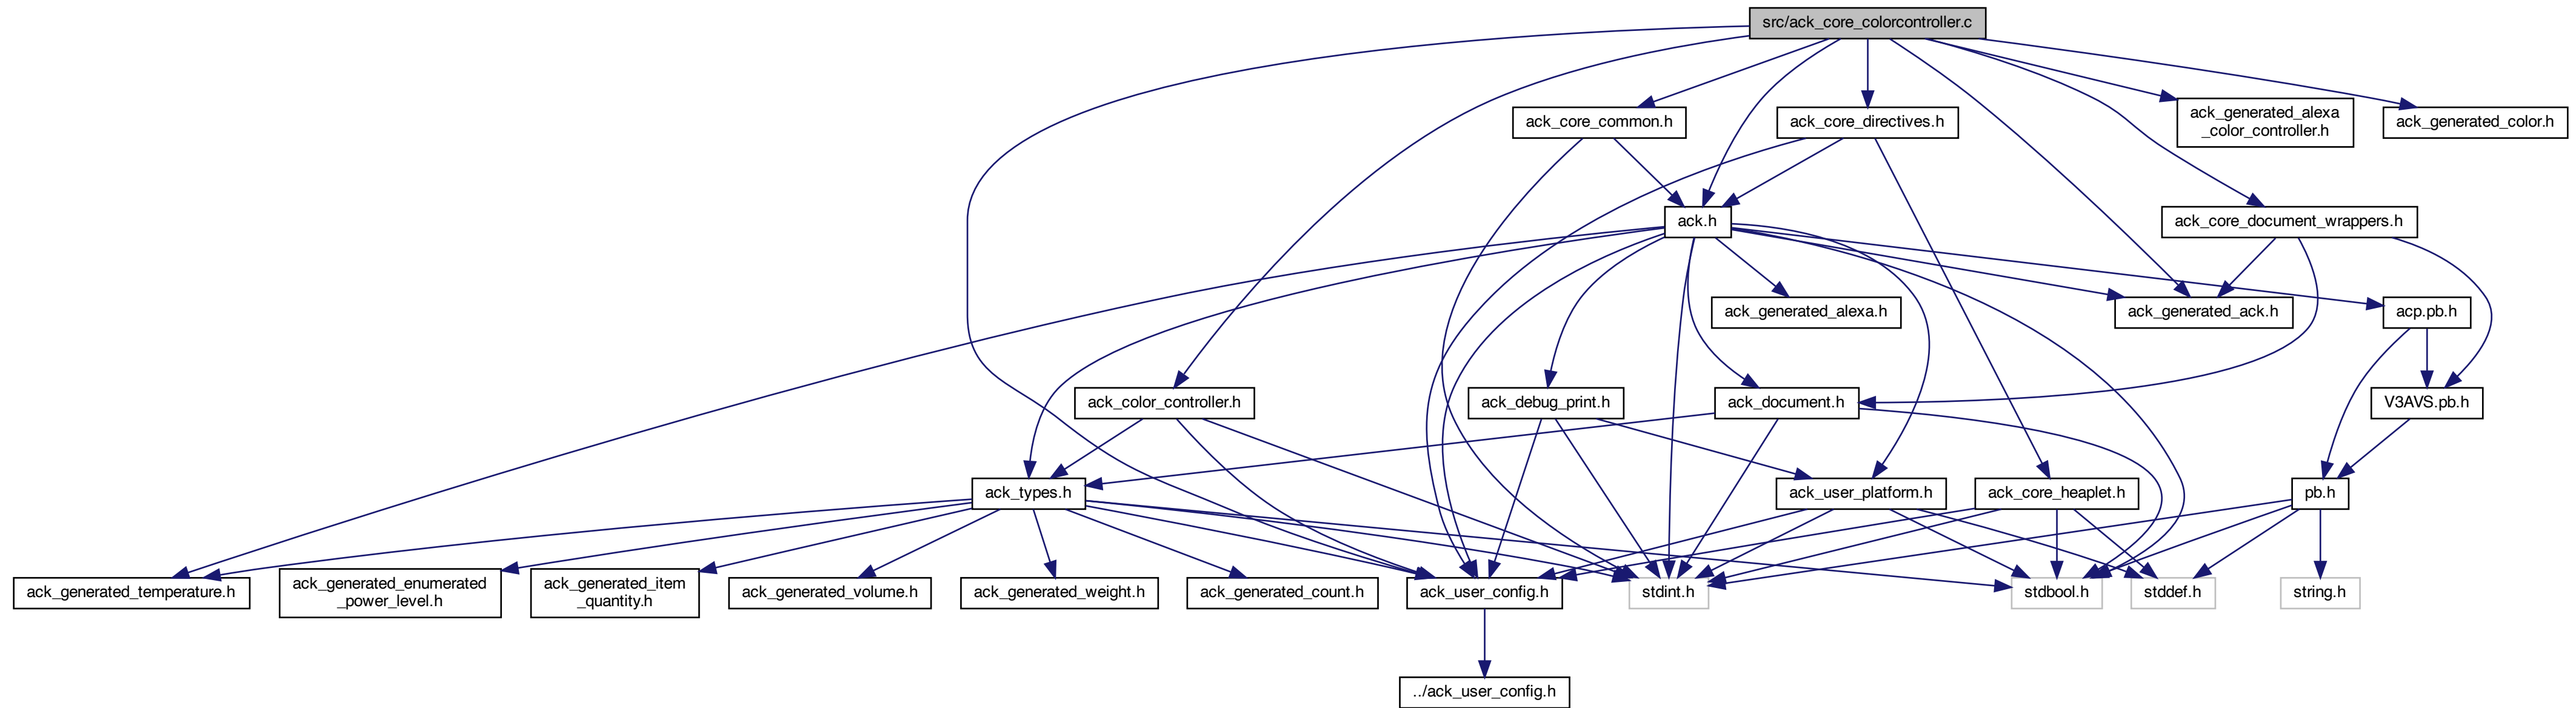 src/ack_core_colorcontroller.c
ack_core_common.h
ack_core_directives.h
ack_generated_alexa
_color_controller.h
ack_generated_color.h
ack.h
ack_core_document_wrappers.h
ack_generated_alexa.h
ack_generated_ack.h
acp.pb.h
ack_color_controller.h
ack_debug_print.h
ack_document.h
V3AVS.pb.h
ack_types.h
ack_user_platform.h
ack_core_heaplet.h
pb.h
ack_generated_temperature.h
ack_generated_enumerated
_power_level.h
ack_generated_item
_quantity.h
ack_generated_volume.h
ack_generated_weight.h
ack_generated_count.h
ack_user_config.h
stdint.h
stdbool.h
stddef.h
string.h
../ack_user_config.h